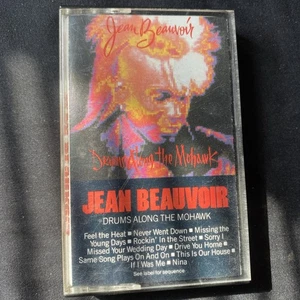 Jean Beauvoir
Drums Along the Mohawk
JEAN BEAUVOIR
DRUMS ALONG THE MOHAWK
Feel the Heat • Never Went Down • Missing the
Young Days • Rockin' In the Street • Sorry I
Missed Your Wedding Day • Drive You Home •
Same Song Plays On And On • This Is Our House •
If I Was Me • Nina
See label for sequence